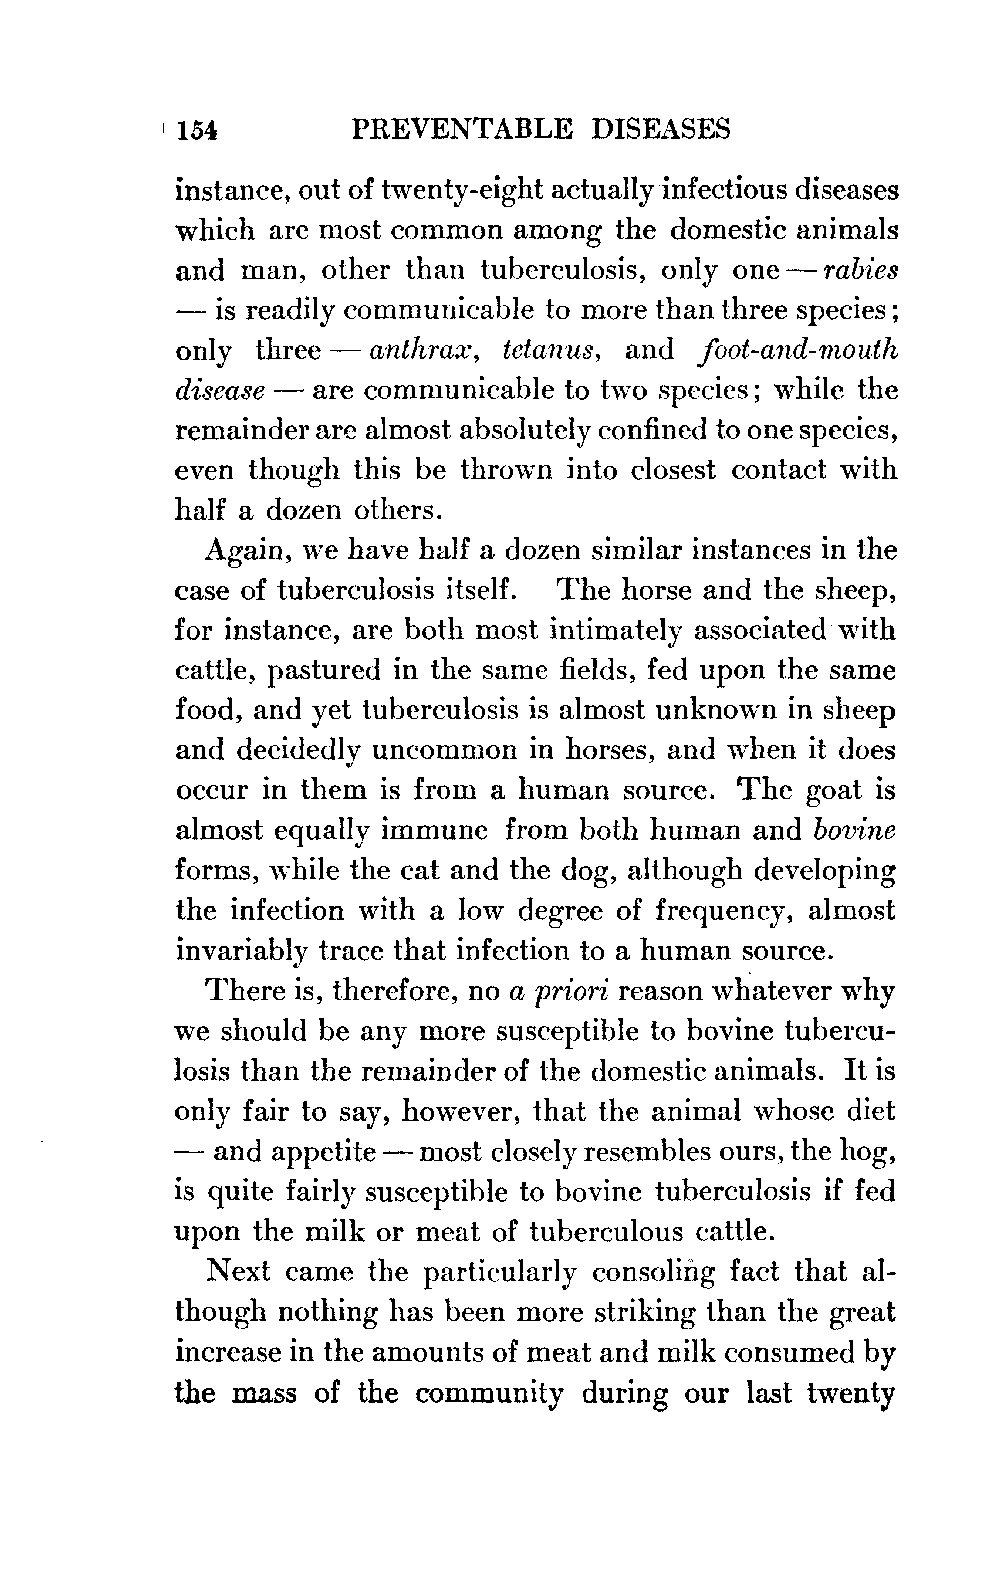 154 PREVENTABLE DISEASES
instance, out of twenty-eight actually infectious diseases
which are most common among the domestic animals
and man, other than tuberculosis, only one — rabies
— is readily communicable to more than three species;
only three — anthrax, tetanus, and foot-and-mouth
disease — are communicable to two species; while the
remainder are almost absolutely confined to one species,
even though this be thrown into closest contact with
half a dozen others.
Again, we have half a dozen similar instances in the
case of tuberculosis itself. The horse and the sheep,
for instance, are both most intimately associated with
cattle, pastured in the same fields, fed upon the same
food, and yet tuberculosis is almost unknown in sheep
and decidedly uncommon in horses, and when it does
occur in them is from a human source. The goat is
almost equally immune from both human and bovine
forms, while the cat and the dog, although developing
the infection with a low degree of frequency, almost
invariably trace that infection to a human source.
There is, therefore, no a priori reason whatever why
we should be any more susceptible to bovine tubercu-
losis than the remainder of the domestic animals. It is
only fair to say, however, that the animal whose diet
— and appetite — most closely resembles ours, the hog,
is quite fairly susceptible to bovine tuberculosis if fed
upon the milk or meat of tuberculous cattle.
Next came the particularly consoling fact that al-
though nothing has been more striking than the great
increase in the amounts of meat and milk consumed by
the mass of the community during our last twenty